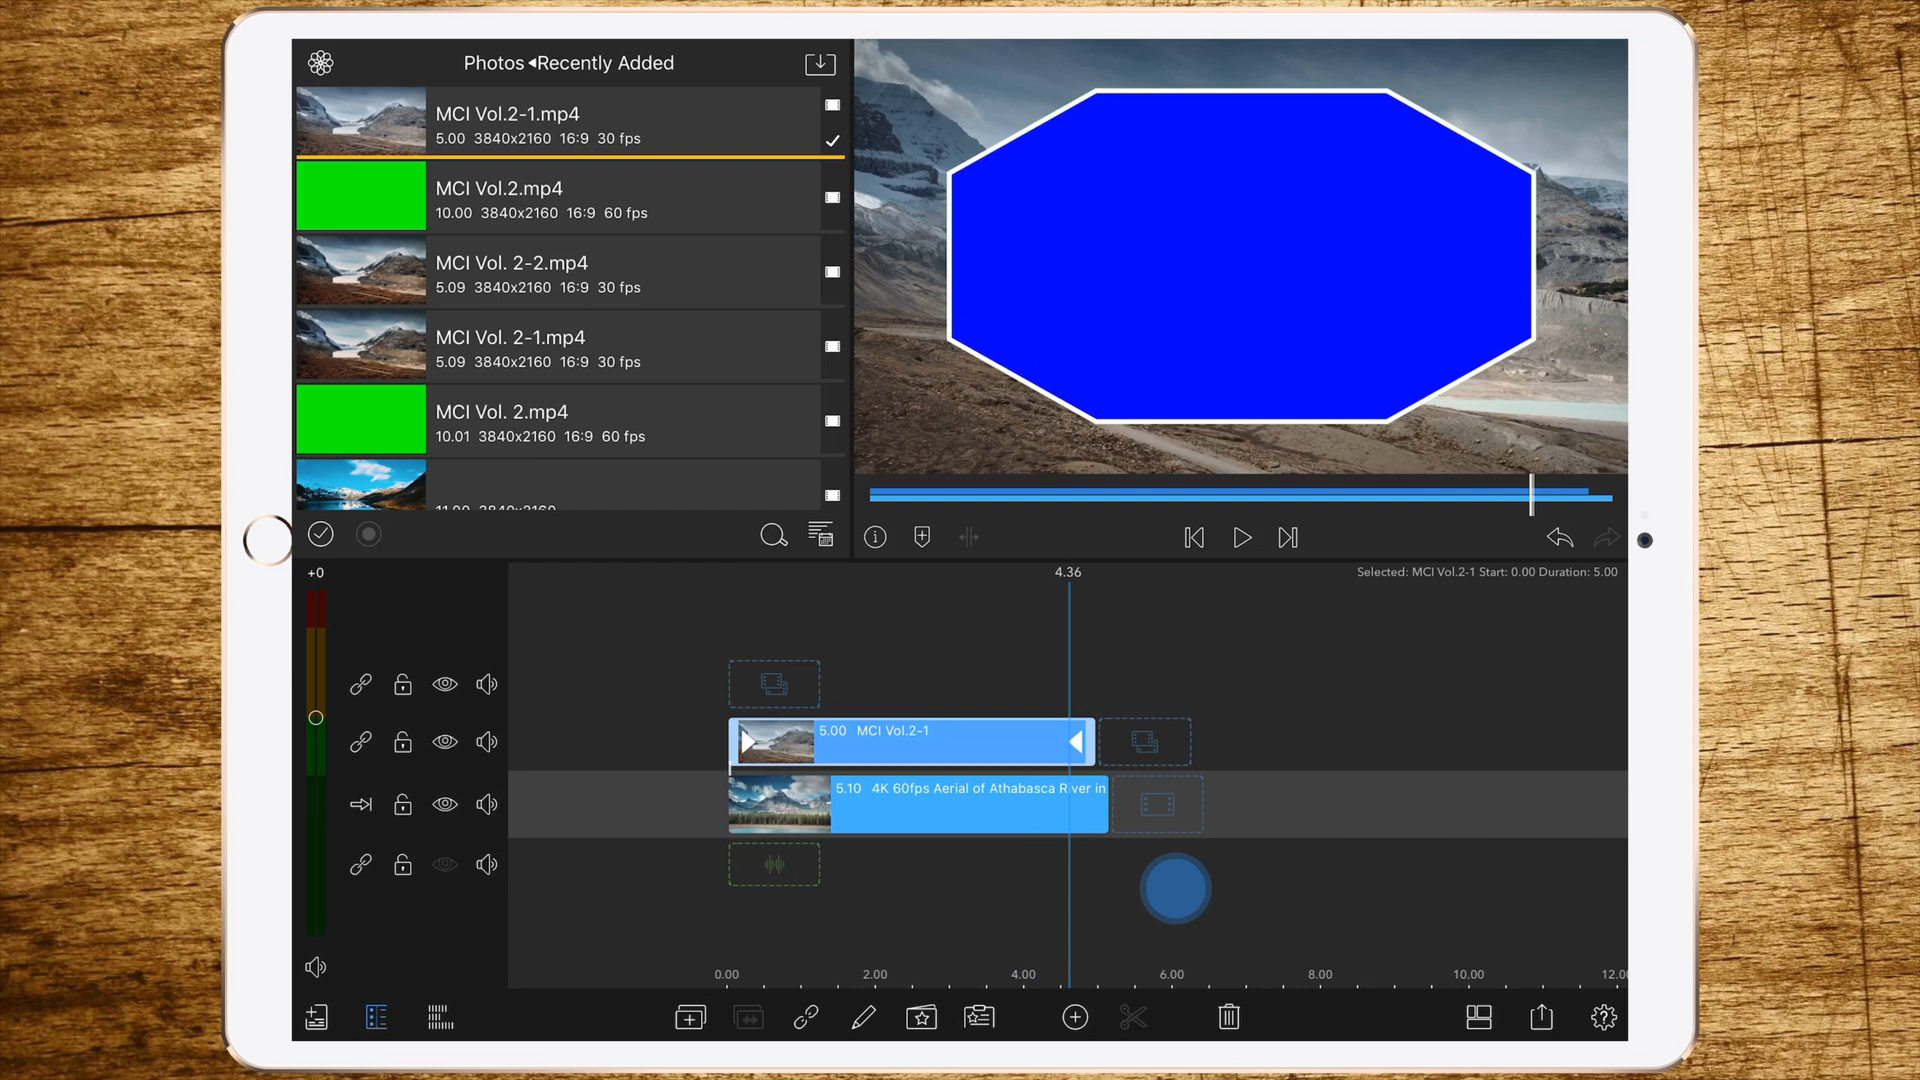 Photos ◂Recently Added
MCI Vol.2-1.mp4
5.00 3840x2160 16:9 30 fps
MCI Vol.2.mp4
10.00 3840x2160 16:9 60 fps
MCI Vol. 2-2.mp4
5.09 3840x2160 16:9 30 fps
MCI Vol. 2-1.mp4
5.09 3840x2160 16:9 30 fps
MCI Vol. 2.mp4
10.01 3840x2160 16:9 60 fps
11.00 3840x2160
+0
4.36
Selected: MCI Vol.2-1 Start: 0.00 Duration: 5.00
5.00 MCI Vol.2-1
5.10 4K 60fps Aerial of Athabasca River in
0.00 2.00 4.00 6.00 8.00 10.00 12.0